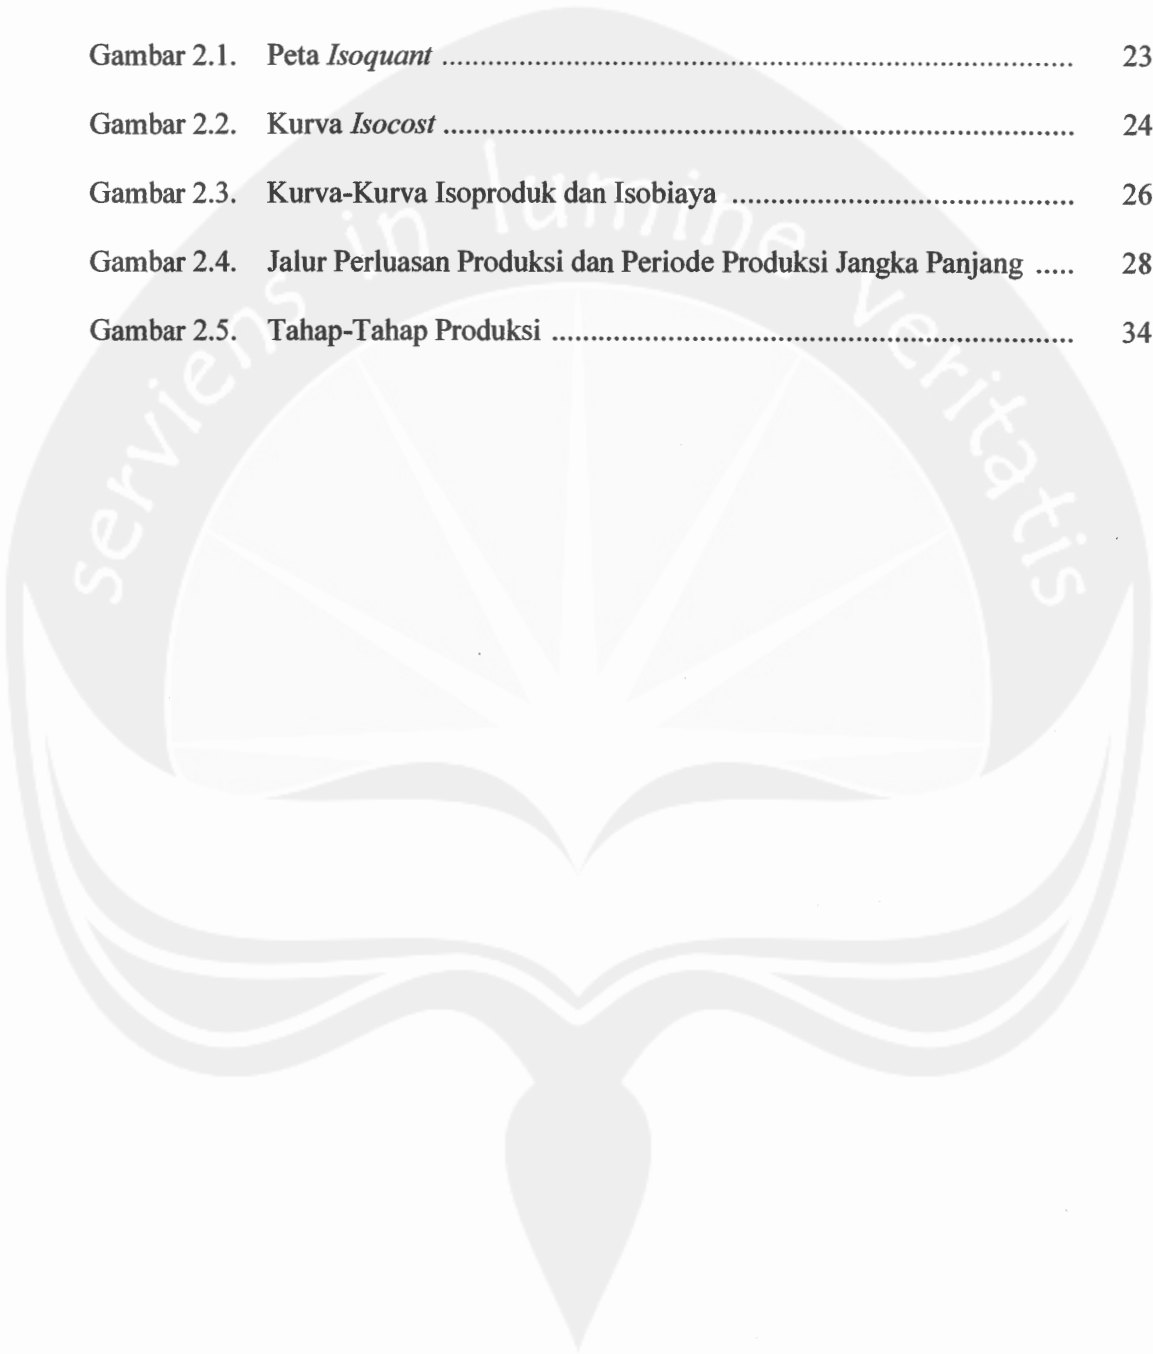 Gambar 2.1. Peta Isoquant ................................................................................. 23
Gambar 2.2. Kurva Isocost ................................................................................. 24
Gambar 2.3. Kurva-Kurva Isoproduk dan Isobiaya ............................................ 26
Gambar 2.4. Jalur Perluasan Produksi dan Periode Produksi Jangka Panjang ..... 28
Gambar 2.5. Tahap-Tahap Produksi ................................................................... 34
serviens in lumine veritatis